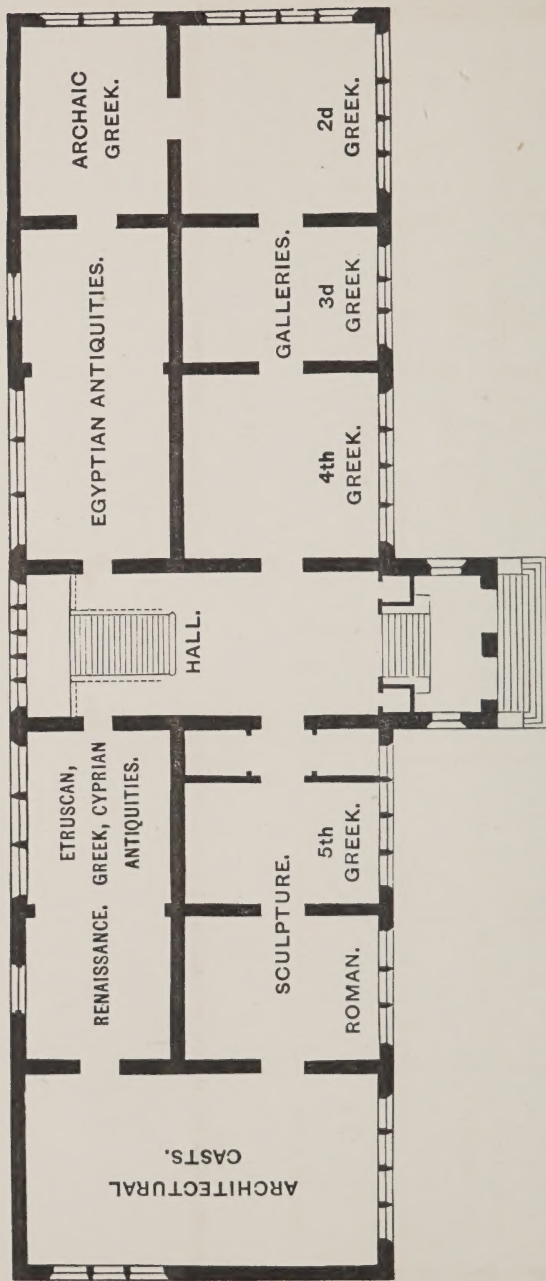 ARCHITECTURAL
CASTS.
RENAISSANCE.
ETRUSCAN,
GREEK, CYPRIAN
ANTIQUITIES.
HALL.
EGYPTIAN ANTIQUITIES.
ARCHAIC
GREEK.
SCULPTURE.
GALLERIES.
ROMAN.
5th
GREEK.
4th
GREEK.
3d
GREEK
2d
GREEK.